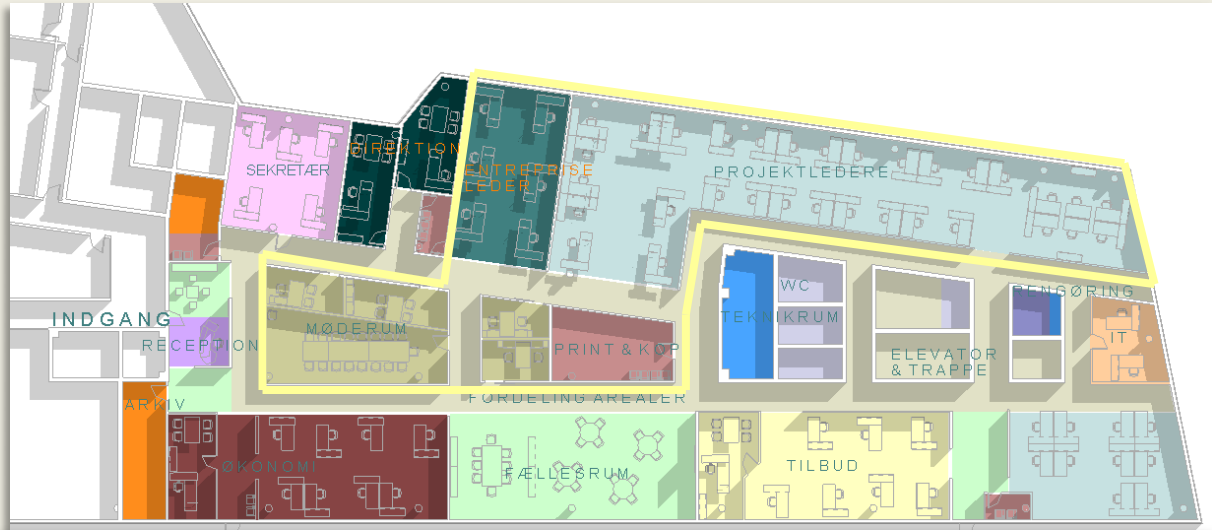 DIREKTION
SEKRETÆR
ENTREPRISE
LEDER
PROJEKTLEDERE
WC
RENGØRING
INDGANG
MØDERUM
TEKNIKRUM
RECEPTION
PRINT & KOP
IT
ELEVATOR
& TRAPPE
ARKIV
FORDELING AREALER
ØKONOMI
FÆLLESRUM
TILBUD